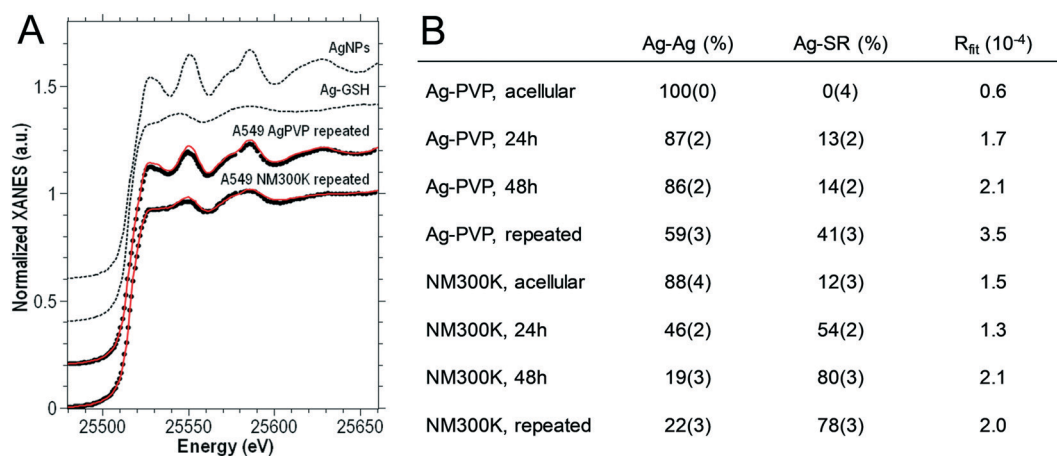 A
Normalized XANES (a.u.)
1.5
1
0.5
0
AgNPs
Ag-GSH
A549 AgPVP repeated
A549 NM300K repeated
25500 25550 25600 25650
Energy (eV)
B
Ag-Ag (%) Ag-SR (%) Rfit (10-4)
Ag-PVP, acellular 100(0) 0(4) 0.6
Ag-PVP, 24h 87(2) 13(2) 1.7
Ag-PVP, 48h 86(2) 14(2) 2.1
Ag-PVP, repeated 59(3) 41(3) 3.5
NM300K, acellular 88(4) 12(3) 1.5
NM300K, 24h 46(2) 54(2) 1.3
NM300K, 48h 19(3) 80(3) 2.1
NM300K, repeated 22(3) 78(3) 2.0